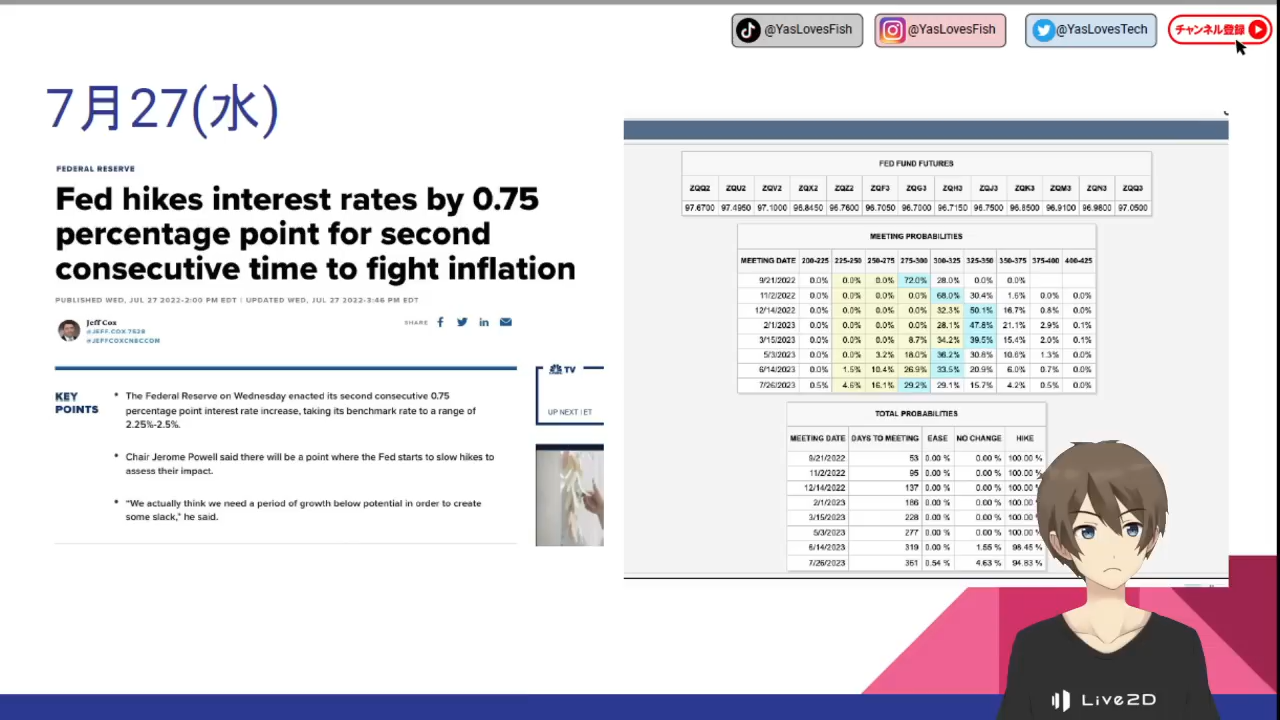 @YasLovesFish @YasLovesFish @YasLovesTech チャンネル登録
7月27(水)
FEDERAL RESERVE
Fed hikes interest rates by 0.75
percentage point for second
consecutive time to fight inflation
PUBLISHED WED, JUL 27 2022-2:00 PM EDT | UPDATED WED, JUL 27 2022-3:46 PM EDT
Jeff Cox
@JEFF.COX.7528
@JEFFCOXCNBCCOM
SHARE
KEY
POINTS
• The Federal Reserve on Wednesday enacted its second consecutive 0.75
percentage point interest rate increase, taking its benchmark rate to a range of
2.25%-2.5%.
• Chair Jerome Powell said there will be a point where the Fed starts to slow hikes to
assess their impact.
• “We actually think we need a period of growth below potential in order to create
some slack,” he said.
TV
UP NEXT | ET
FED FUND FUTURES
ZQQ2 ZQU2 ZQV2 ZQX2 ZQZ2 ZQF3 ZQG3 ZQH3 ZQJ3 ZQK3 ZQM3 ZQN3 ZQQ3
97.6700 97.4950 97.1000 96.8450 96.7600 96.7050 96.7000 96.7150 96.7500 96.8500 96.9100 96.9800 97.0500
MEETING PROBABILITIES
MEETING DATE 200-225 225-250 250-275 275-300 300-325 325-350 350-375 375-400 400-425
9/21/2022 0.0% 0.0% 0.0% 72.0% 28.0% 0.0% 0.0%
11/2/2022 0.0% 0.0% 0.0% 0.0% 68.0% 30.4% 1.6% 0.0% 0.0%
12/14/2022 0.0% 0.0% 0.0% 0.0% 32.3% 50.1% 16.7% 0.8% 0.0%
2/1/2023 0.0% 0.0% 0.0% 0.0% 28.1% 47.8% 21.1% 2.9% 0.1%
3/15/2023 0.0% 0.0% 0.0% 8.7% 34.2% 39.5% 15.4% 2.0% 0.1%
5/3/2023 0.0% 0.0% 3.2% 18.0% 36.2% 30.8% 10.6% 1.3% 0.0%
6/14/2023 0.0% 1.5% 10.4% 26.9% 33.5% 20.9% 6.0% 0.7% 0.0%
7/26/2023 0.5% 4.6% 16.1% 29.2% 29.1% 15.7% 4.2% 0.5% 0.0%
TOTAL PROBABILITIES
MEETING DATE DAYS TO MEETING EASE NO CHANGE HIKE
9/21/2022 53 0.00 % 0.00 % 100.00 %
11/2/2022 95 0.00 % 0.00 % 100.00 %
12/14/2022 137 0.00 % 0.00 % 100.00 %
2/1/2023 186 0.00 % 0.00 % 100.00
3/15/2023 228 0.00 % 0.00 % 100.00
5/3/2023 277 0.00 % 0.00 % 100.00
6/14/2023 319 0.00 % 1.55 % 98.45 %
7/26/2023 361 0.54 % 4.63 % 94.83 %
Live2D